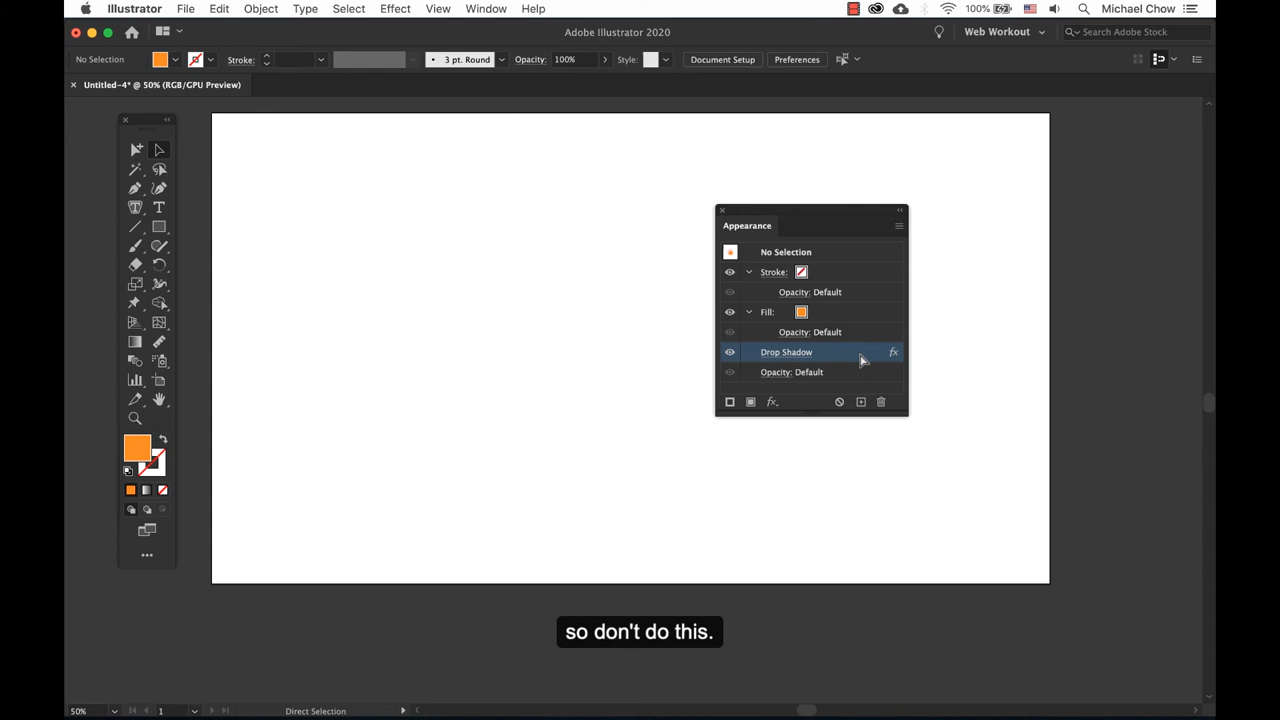 Illustrator File Edit Object Type Select Effect View Window Help 100% Michael Chow
Adobe Illustrator 2020 Web Workout Search Adobe Stock
No Selection Stroke: 3 pt. Round Opacity: 100% Style: Document Setup Preferences
Untitled-4* @ 50% (RGB/GPU Preview)
Appearance
No Selection
Stroke:
Opacity: Default
Fill:
Opacity: Default
Drop Shadow fx
Opacity: Default
fx
so don't do this.
50% 1 Direct Selection